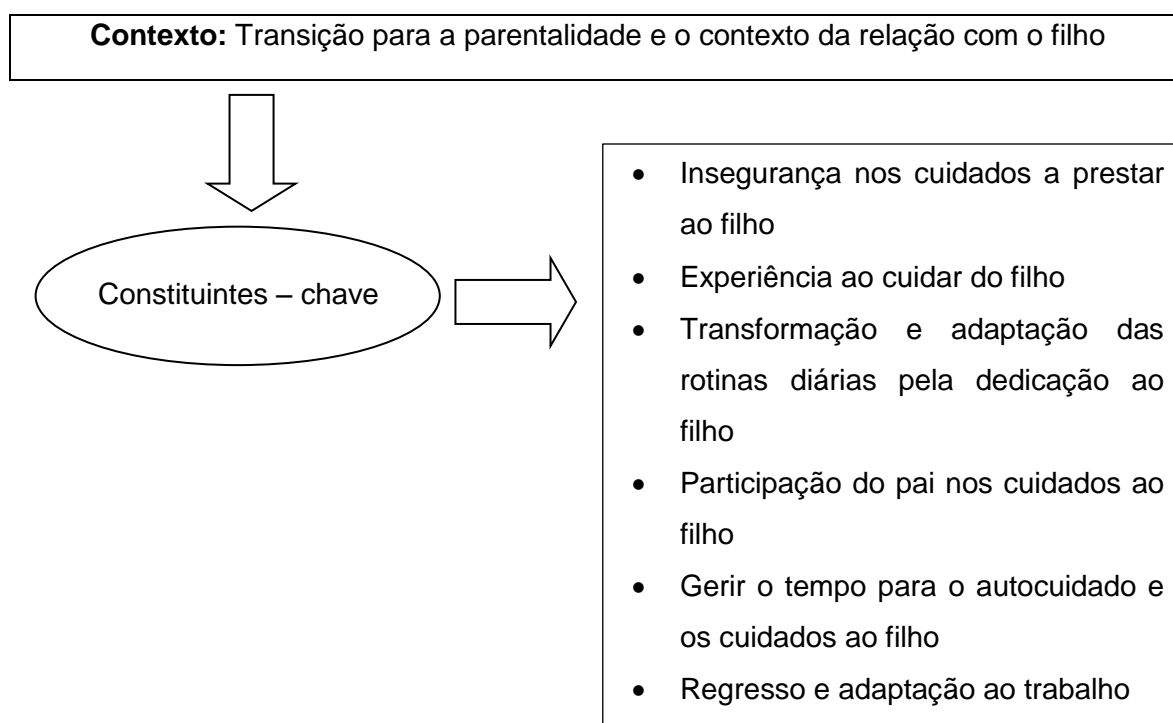 Contexto: Transição para a parentalidade e o contexto da relação com o filho
Constituintes – chave
• Insegurança nos cuidados a prestar
ao filho
• Experiência ao cuidar do filho
• Transformação e adaptação das
rotinas diárias pela dedicação ao
filho
• Participação do pai nos cuidados ao
filho
• Gerir o tempo para o autocuidado e
os cuidados ao filho
• Regresso e adaptação ao trabalho